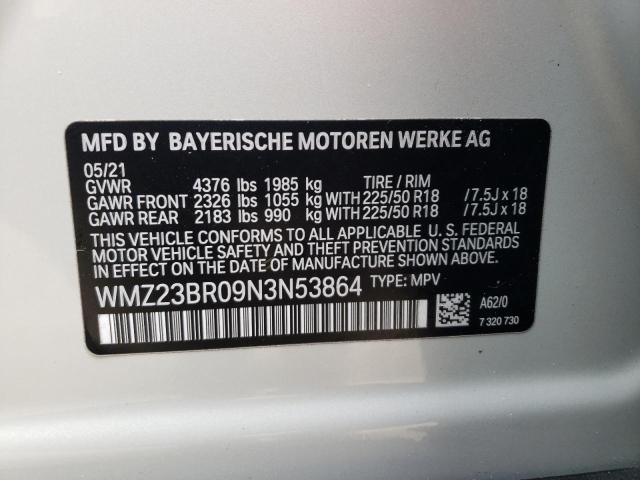 MFD BY BAYERISCHE MOTOREN WERKE AG
05/21
GVWR 4376 lbs 1985 kg TIRE / RIM
GAWR FRONT 2326 lbs 1055 kg WITH 225/50 R18 /7.5J x 18
GAWR REAR 2183 lbs 990 kg WITH 225/50 R18 /7.5J x 18
THIS VEHICLE CONFORMS TO ALL APPLICABLE U. S. FEDERAL
MOTOR VEHICLE SAFETY AND THEFT PREVENTION STANDARDS
IN EFFECT ON THE DATE OF MANUFACTURE SHOWN ABOVE.
WMZ23BR09N3N53864 TYPE: MPV
A62/0
7 320 730